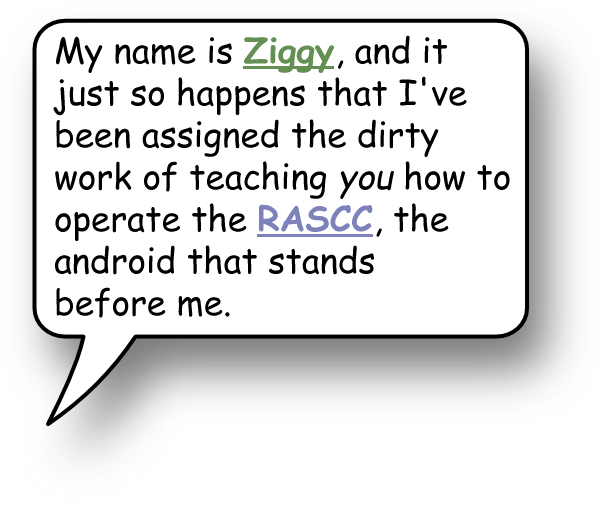 My name is Ziggy, and it
just so happens that I've
been assigned the dirty
work of teaching you how to
operate the RASCC, the
android that stands
before me.